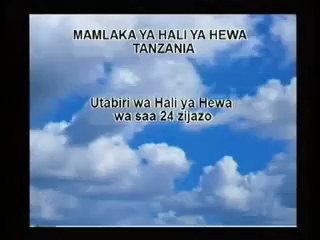 MAMLAKA YA HALI YA HEWA
TANZANIA
Utabiri wa Hali ya Hewa
wa saa 24 zijazo